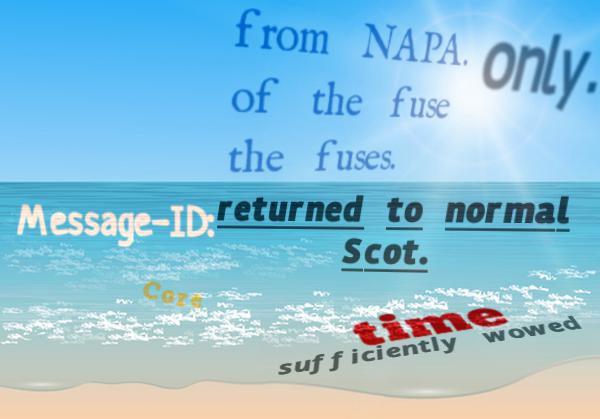 from NAPA.
of the fuse
the fuses.
only.
Message-ID:
returned to normal
Scot.
Core
time
sufficiently wowed